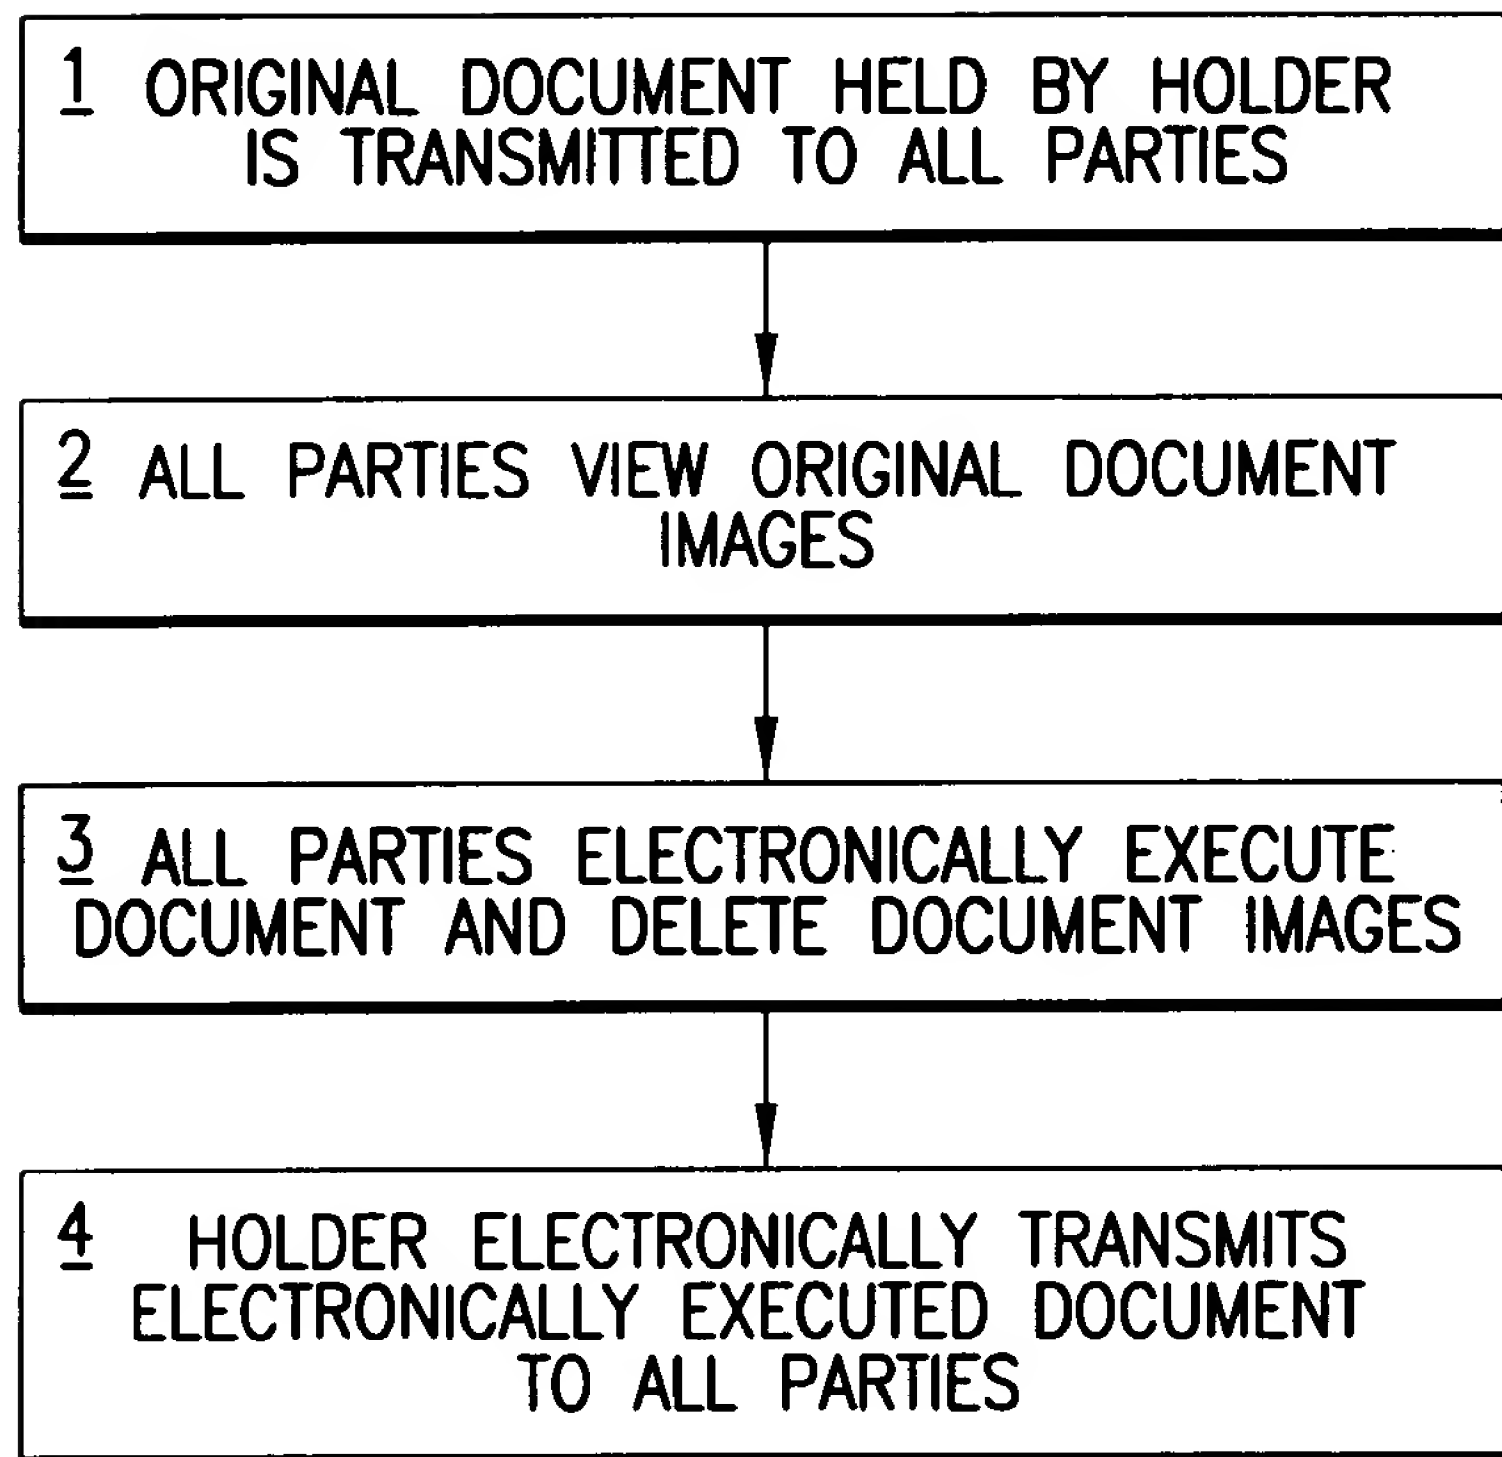 1 ORIGINAL DOCUMENT HELD BY HOLDER
IS TRANSMITTED TO ALL PARTIES
2 ALL PARTIES VIEW ORIGINAL DOCUMENT
IMAGES
3 ALL PARTIES ELECTRONICALLY EXECUTE
DOCUMENT AND DELETE DOCUMENT IMAGES
4 HOLDER ELECTRONICALLY TRANSMITS
ELECTRONICALLY EXECUTED DOCUMENT
TO ALL PARTIES